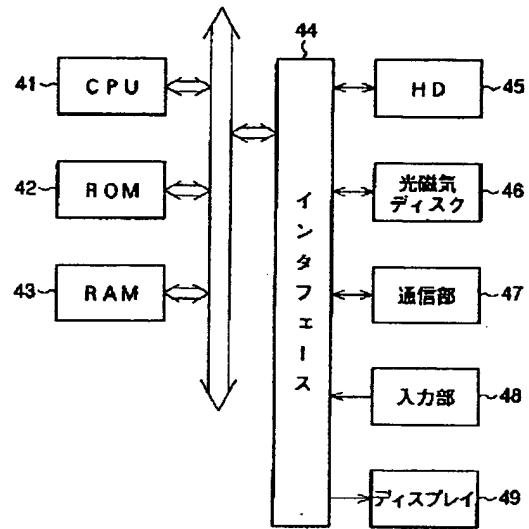 44
41 CPU
HD 45
42 ROM
光磁気
ディスク 46
インタフェース
43 RAM
通信部 47
入力部 48
ディスプレイ 49